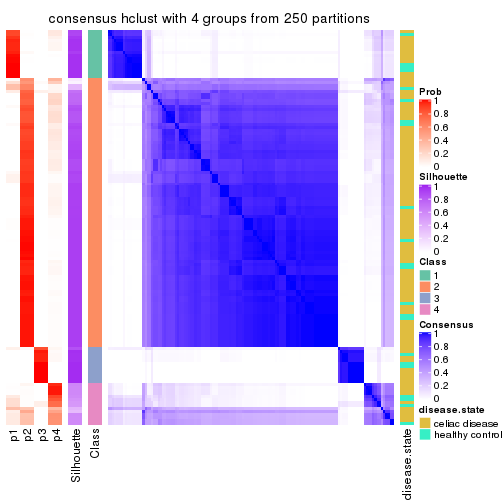 consensus hclust with 4 groups from 250 partitions
Prob
1
0.8
0.6
0.4
0.2
0
Silhouette
1
0.8
0.6
0.4
0.2
0
Class
1
2
3
4
Consensus
1
0.8
0.6
0.4
0.2
0
disease.state
celiac disease
healthy control
p1
p2
p3
p4
Silhouette
Class
disease.state